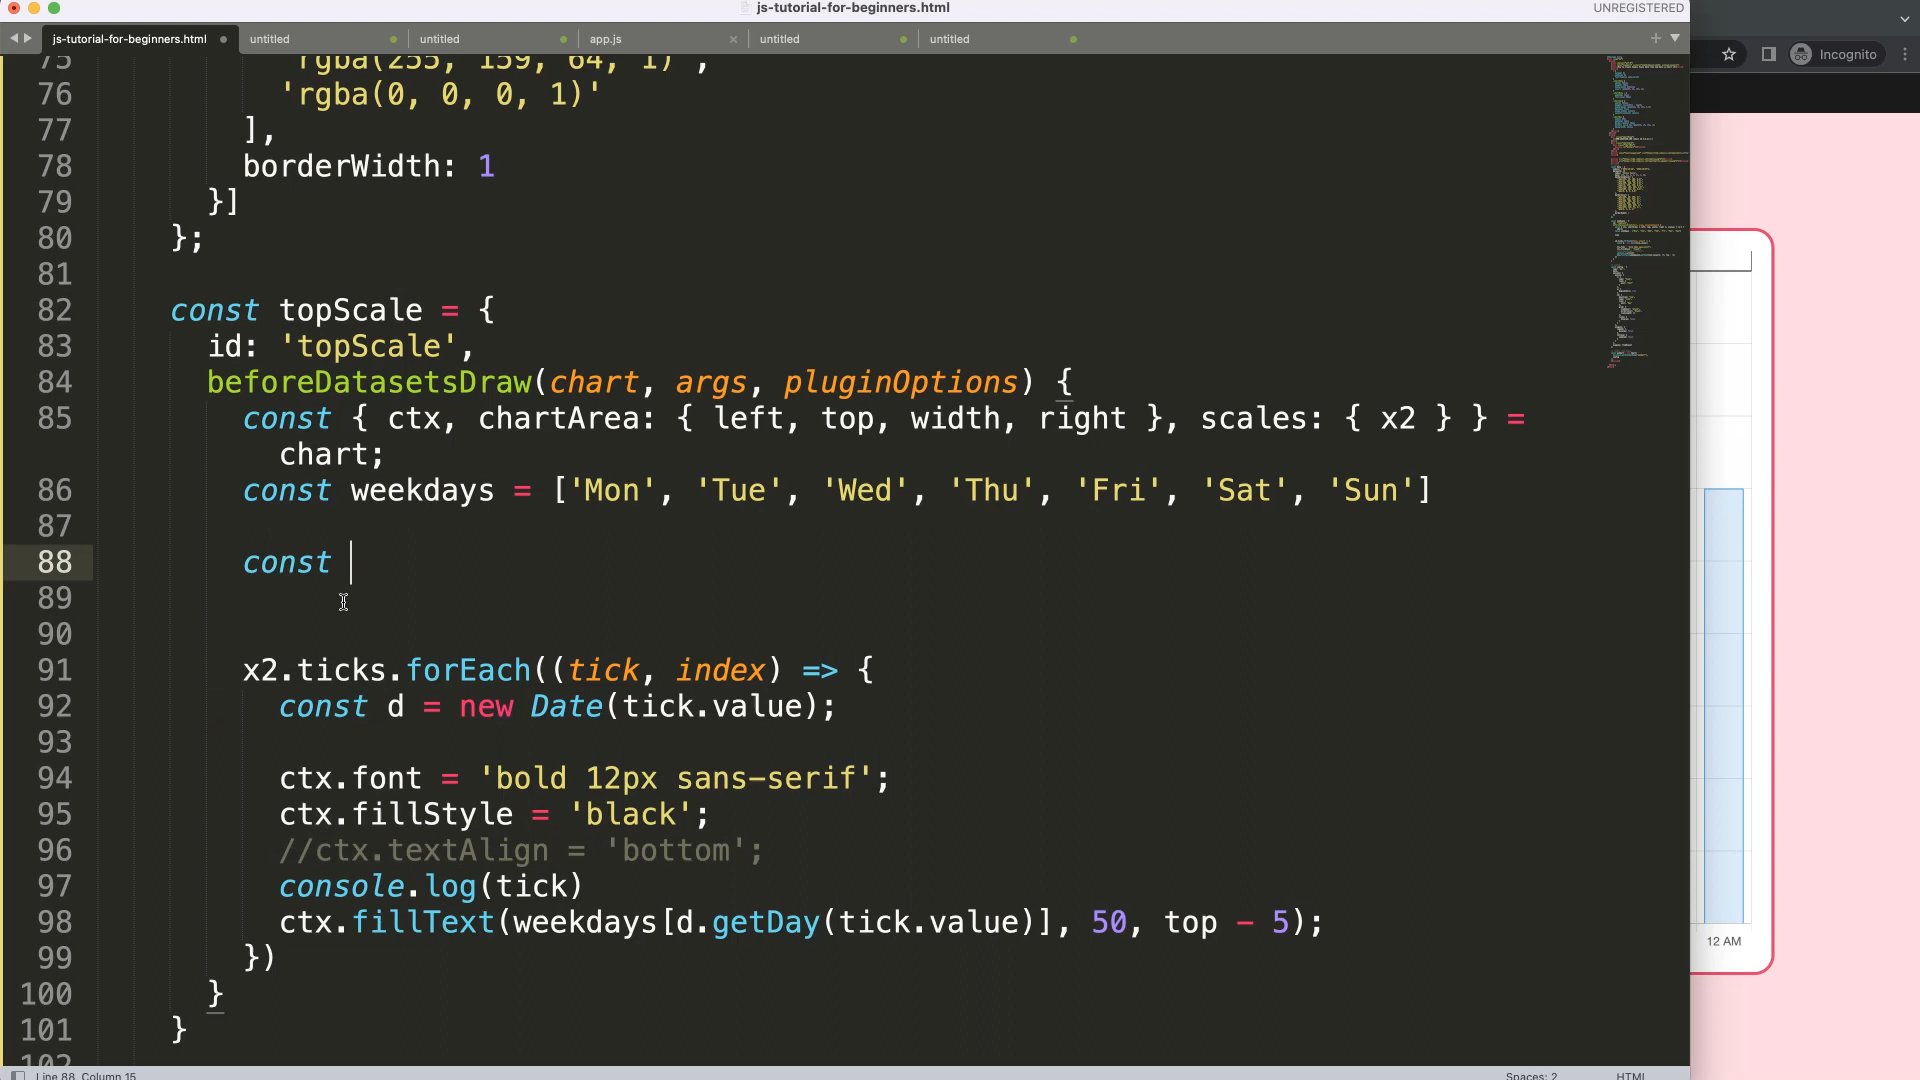 js-tutorial-for-beginners.html
UNREGISTERED
js-tutorial-for-beginners.html untitled untitled app.js untitled untitled
Incognito
75 'rgba(255, 159, 64, 1)',
76 'rgba(0, 0, 0, 1)'
77 ],
78 borderWidth: 1
79 }]
80 };
81
82 const topScale = {
83 id: 'topScale',
84 beforeDatasetsDraw(chart, args, pluginOptions) {
85 const { ctx, chartArea: { left, top, width, right }, scales: { x2 } } =
chart;
86 const weekdays = ['Mon', 'Tue', 'Wed', 'Thu', 'Fri', 'Sat', 'Sun']
87
88 const
89
90
91 x2.ticks.forEach((tick, index) => {
92 const d = new Date(tick.value);
93
94 ctx.font = 'bold 12px sans-serif';
95 ctx.fillStyle = 'black';
96 //ctx.textAlign = 'bottom';
97 console.log(tick)
98 ctx.fillText(weekdays[d.getDay(tick.value)], 50, top - 5);
99 })
100 }
101 }
102
12 AM
Line 88, Column 15
Spaces: 2
HTML